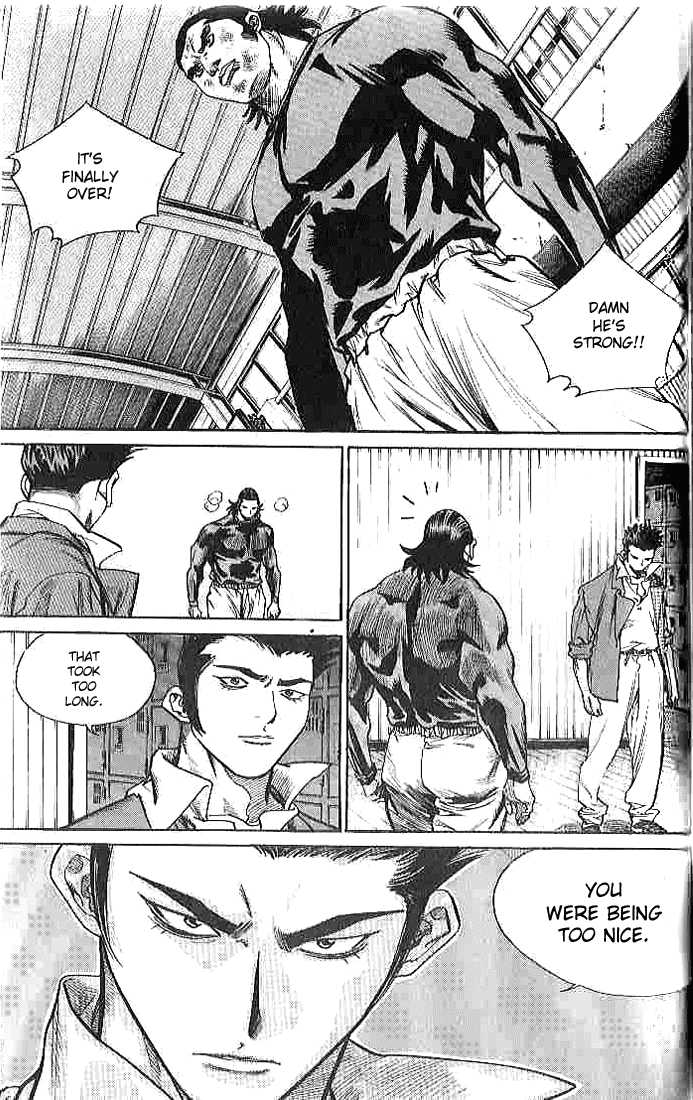 IT'S
FINALLY
OVER!
DAMN
HE'S
STRONG!!
THAT
TOOK
TOO
LONG.
YOU
WERE BEING
TOO NICE.